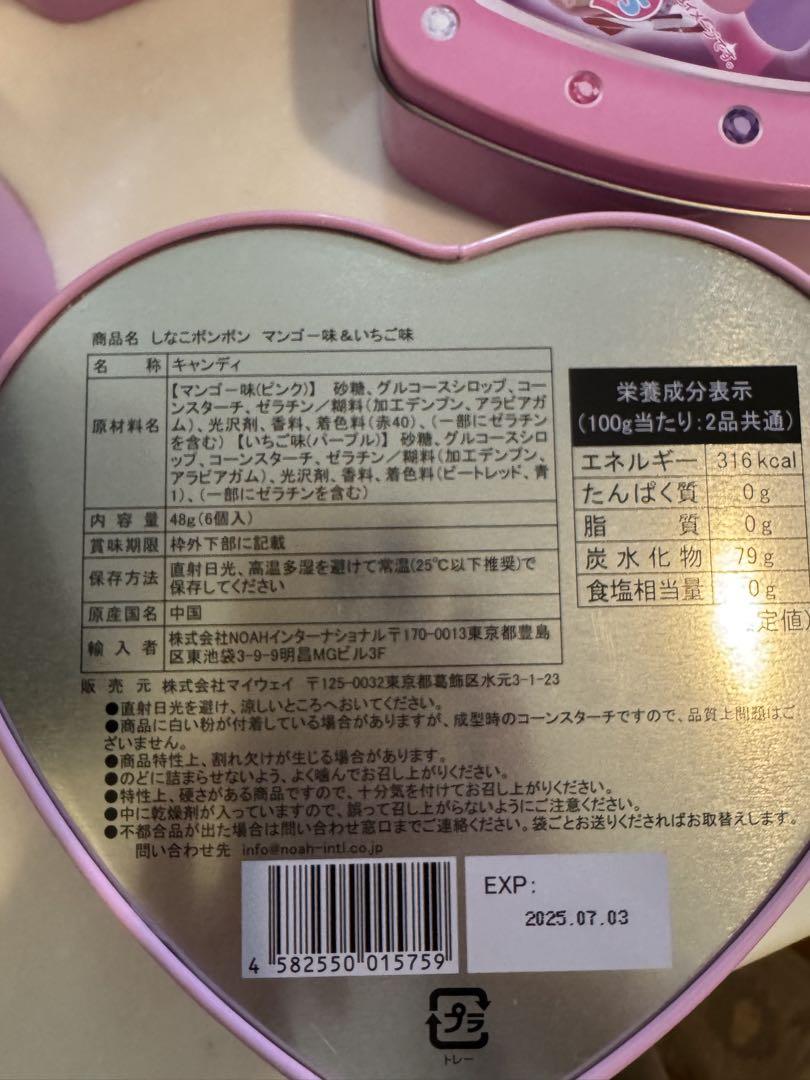 商品名 しなこボンボン マンゴー味&いちご味
名称 キャンディ
原材料名 【マンゴー味(ピンク)】 砂糖、グルコースシロップ、コー
ンスターチ、ゼラチン/糊料(加工デンプン、アラビアガ
ム)、光沢剤、香料、着色料(赤40)、(一部にゼラチン
を含む)【いちご味(パープル)】 砂糖、グルコースシロ
ップ、コーンスターチ、ゼラチン/糊料(加工デンプン、
アラビアガム)、光沢剤、香料、着色料(ビートレッド、青
1)、(一部にゼラチンを含む)
内容量 48g(6個入)
賞味期限 枠外下部に記載
保存方法 直射日光、高温多湿を避けて常温(25℃以下推奨)で
保存してください
原産国名 中国
輸入者 株式会社NOAHインターナショナル〒170-0013東京都豊島
区東池袋3-9-9明昌MGビル3F
販売元 株式会社マイウェイ 〒125-0032東京都葛飾区水元3-1-23
●直射日光を避け、涼しいところへおいてください。
●商品に白い粉が付着している場合がありますが、成型時のコーンスターチですので、品質上問題はご
ざいません。
●商品特性上、割れ欠けが生じる場合があります。
●のどに詰まらせないよう、よく噛んでお召し上がりください。
●特性上、硬さがある商品ですので、十分気を付けてお召し上がりください。
●中に乾燥剤が入っていますので、誤って召し上がらないようにご注意ください。
●不都合品が出た場合は問い合わせ窓口までご連絡ください。袋ごとお送りくださればお取替えします。
問い合わせ先 info@noah-intl.co.jp
栄養成分表示
(100g当たり:2品共通)
エネルギー 316kcal
たんぱく質 0g
脂質 0g
炭水化物 79g
食塩相当量 0g
定値)
4 582550 015759
EXP:
2025.07.03
プラ
トレー